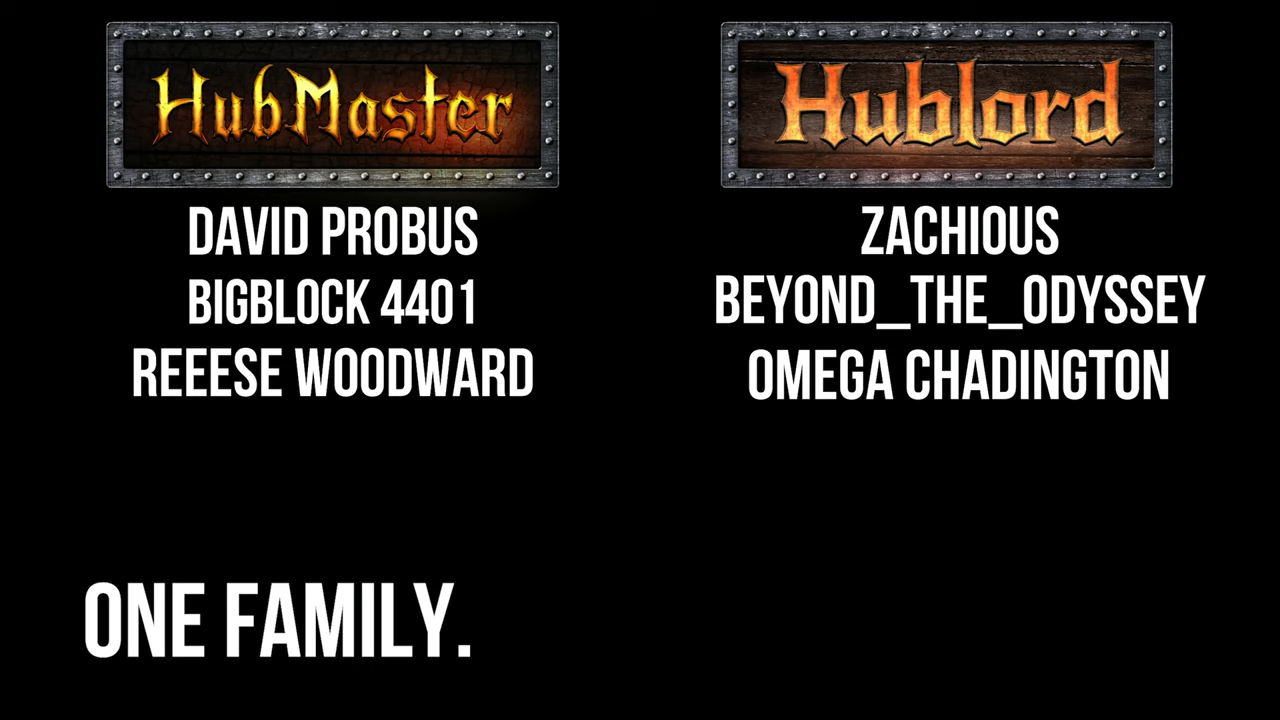 HubMaster
DAVID PROBUS
BIGBLOCK 4401
REEESE WOODWARD
Hublord
ZACHIOUS
BEYOND_THE_ODYSSEY
OMEGA CHADINGTON
ONE FAMILY.